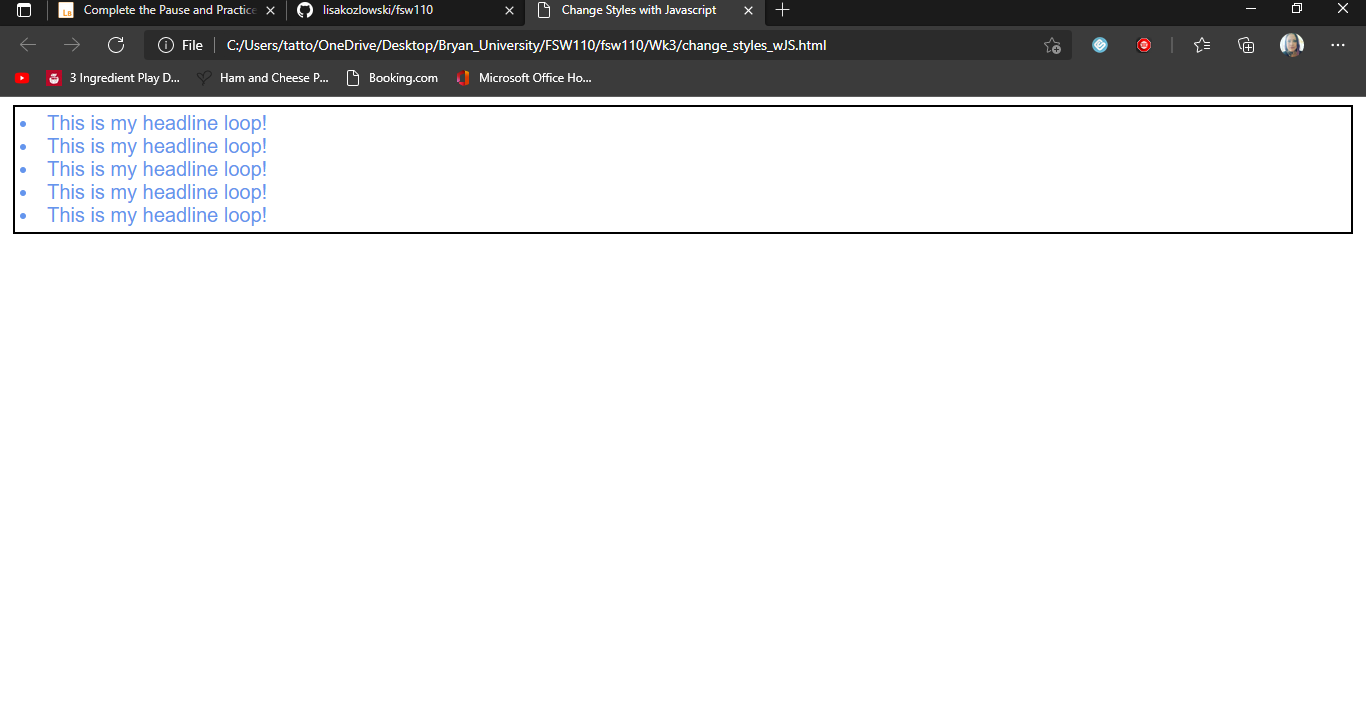 Complete the Pause and Practice
lisakozlowski/fsw110
Change Styles with Javascript
File
C:/Users/tatto/OneDrive/Desktop/Bryan_University/FSW110/fsw110/Wk3/change_styles_wJS.html
3 Ingredient Play D...
Ham and Cheese P...
Booking.com
Microsoft Office Ho...
• This is my headline loop!
• This is my headline loop!
• This is my headline loop!
• This is my headline loop!
• This is my headline loop!